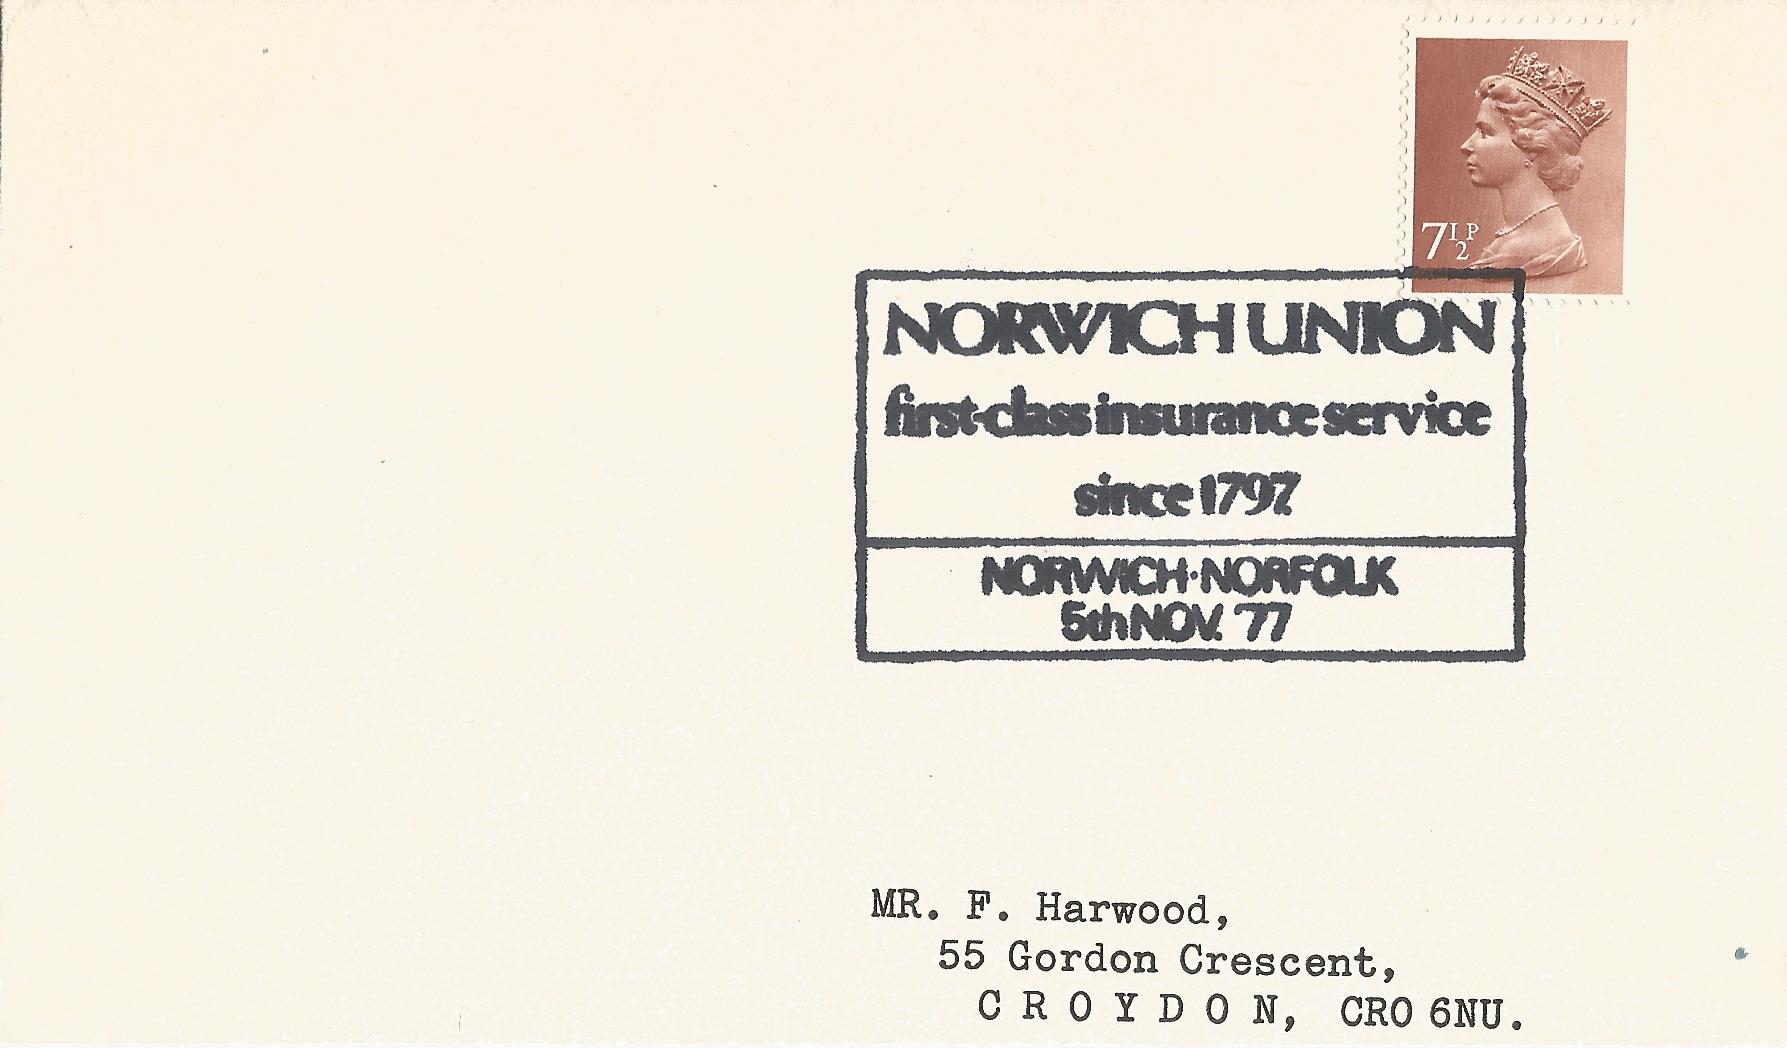 7½P
NORWICH UNION
first-class insurance service
since 1797.
NORWICH·NORFOLK
5th NOV. '77
MR. F. Harwood,
55 Gordon Crescent,
C R O Y D O N, CRO 6NU.